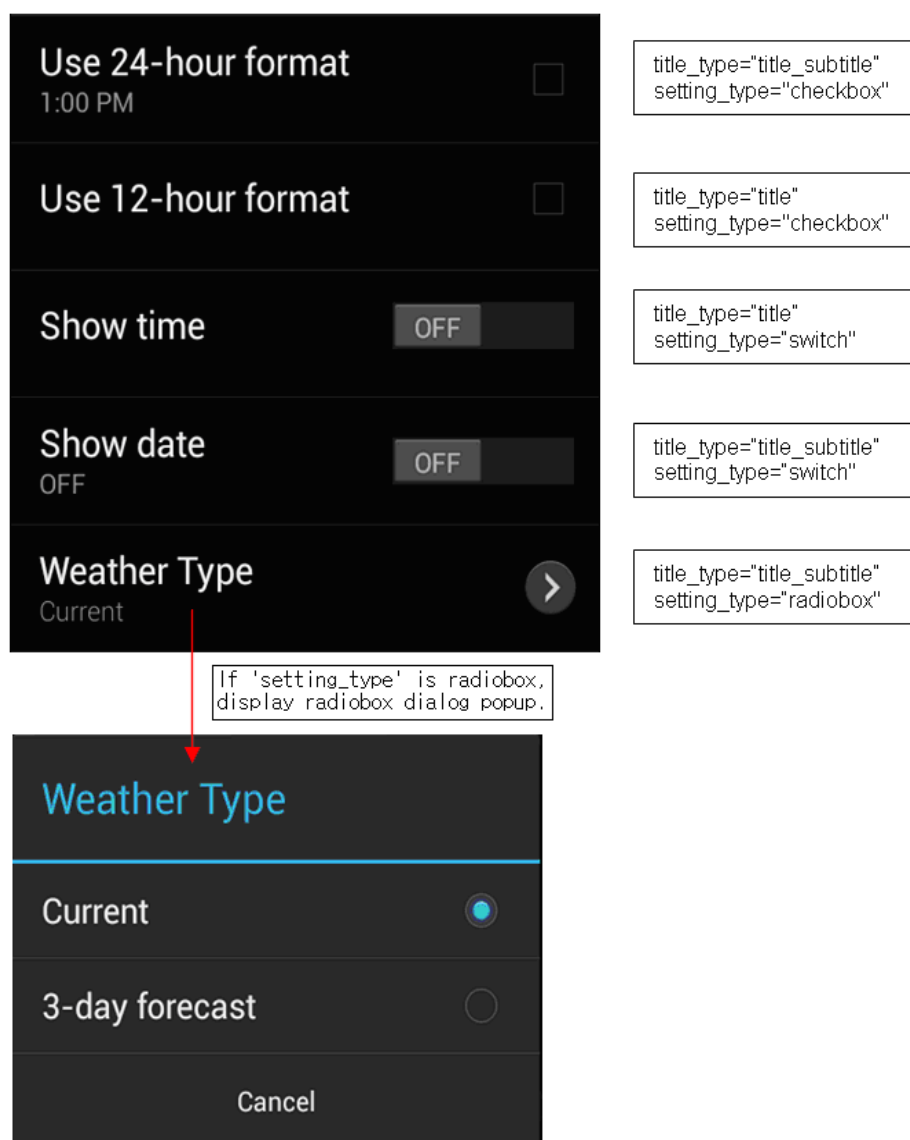 Use 24-hour format
1:00 PM
title_type="title_subtitle"
setting_type="checkbox"
Use 12-hour format
title_type="title"
setting_type="checkbox"
Show time
OFF
title_type="title"
setting_type="switch"
Show date
OFF
OFF
title_type="title_subtitle"
setting_type="switch"
Weather Type
Current
title_type="title_subtitle"
setting_type="radiobox"
If 'setting_type' is radiobox,
display radiobox dialog popup.
Weather Type
Current
3-day forecast
Cancel